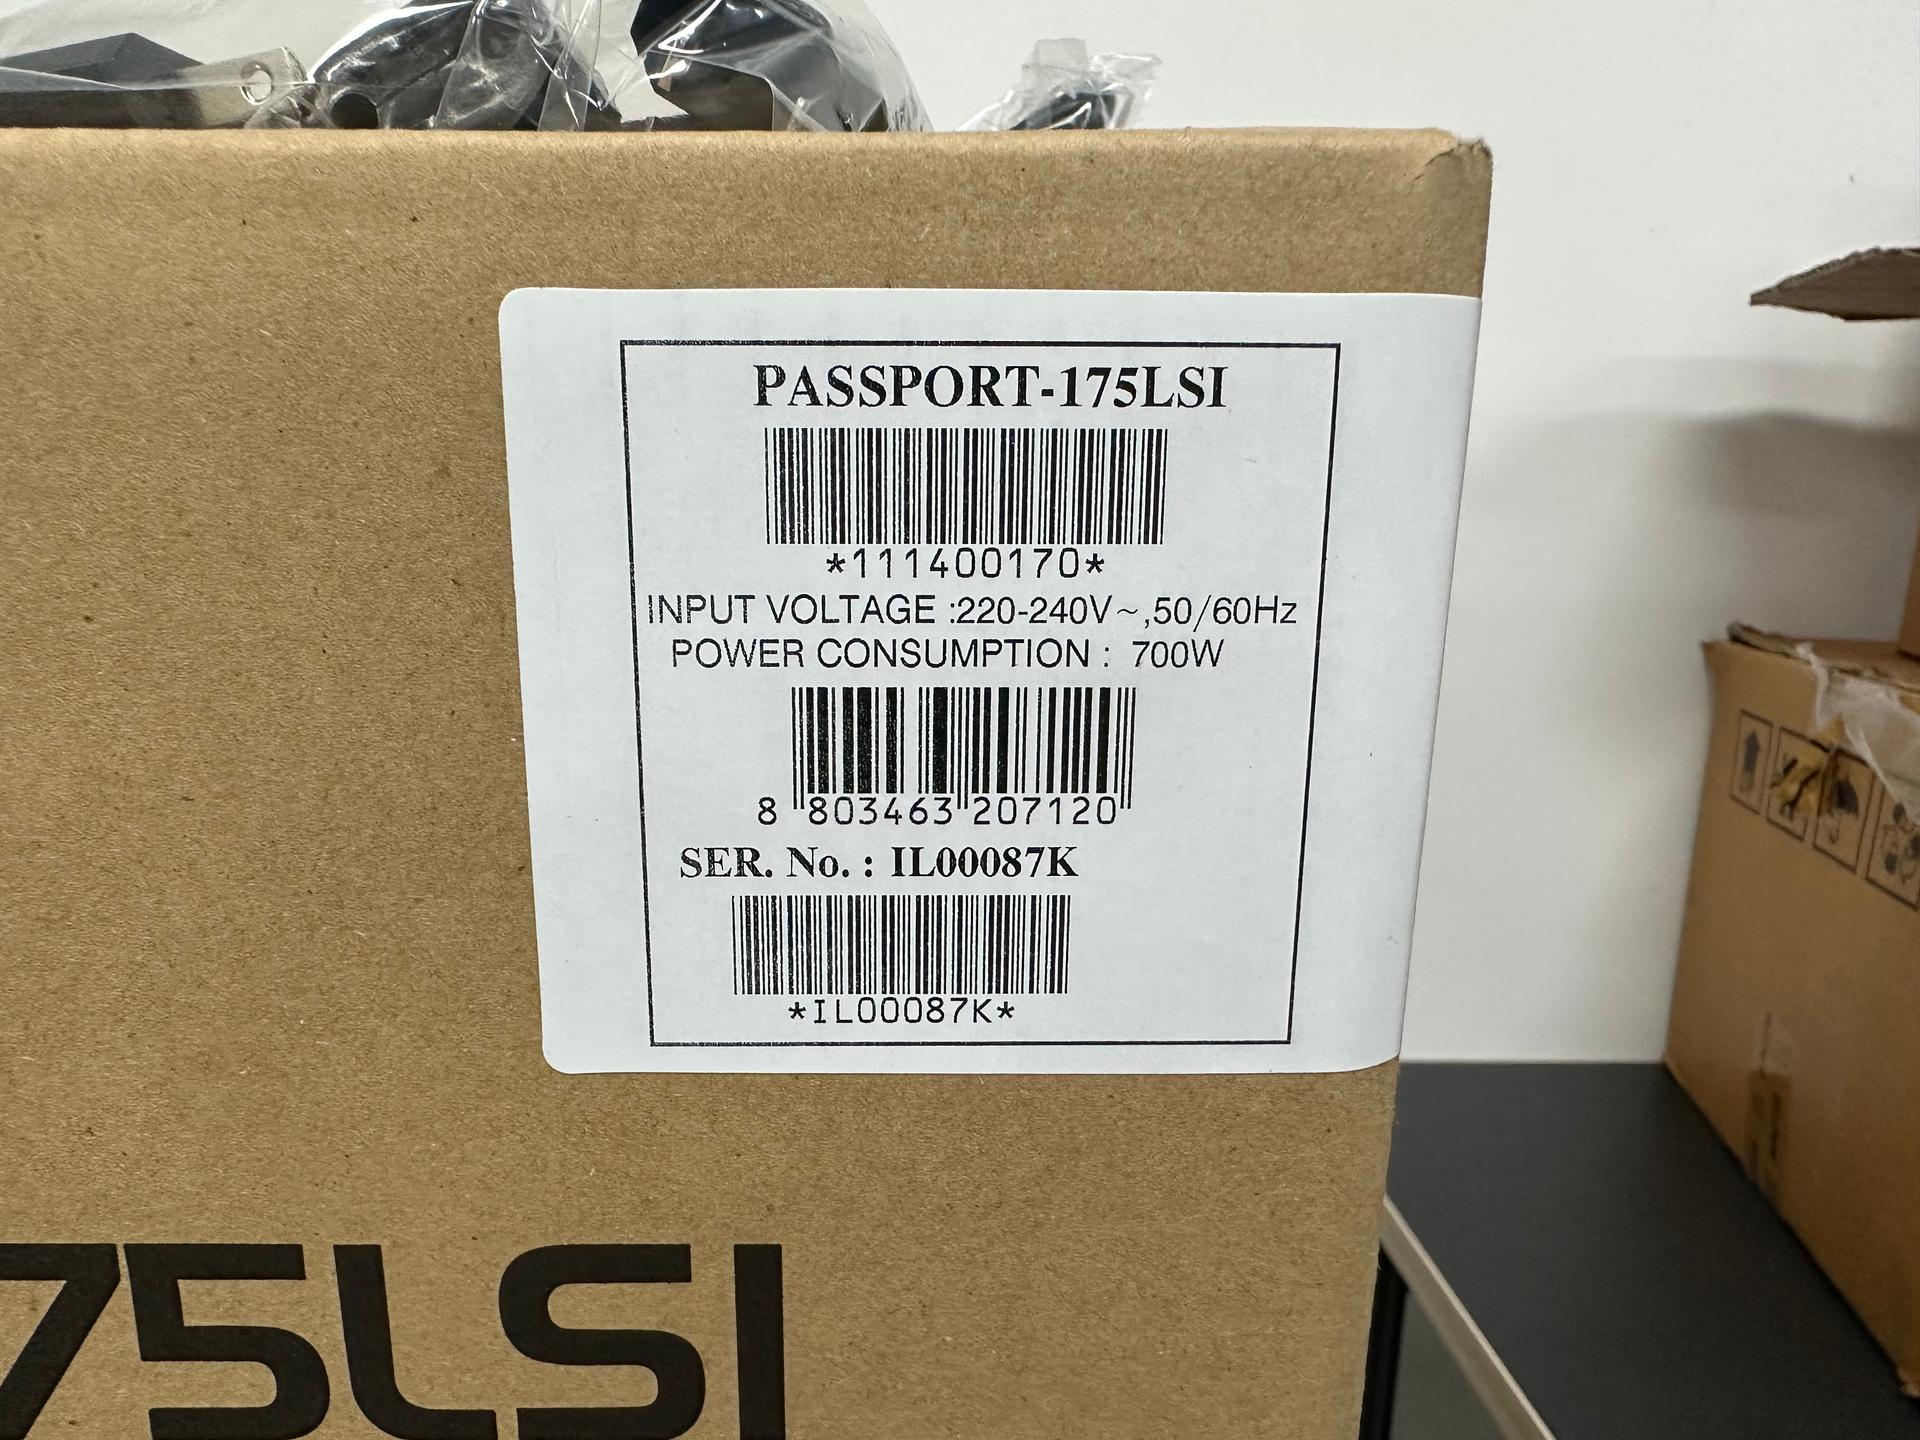 PASSPORT-175LSI
*111400170*
INPUT VOLTAGE :220-240V~,50/60Hz
POWER CONSUMPTION : 700W
8 803463 207120
SER. No. : IL00087K
*IL00087K*
75LSI